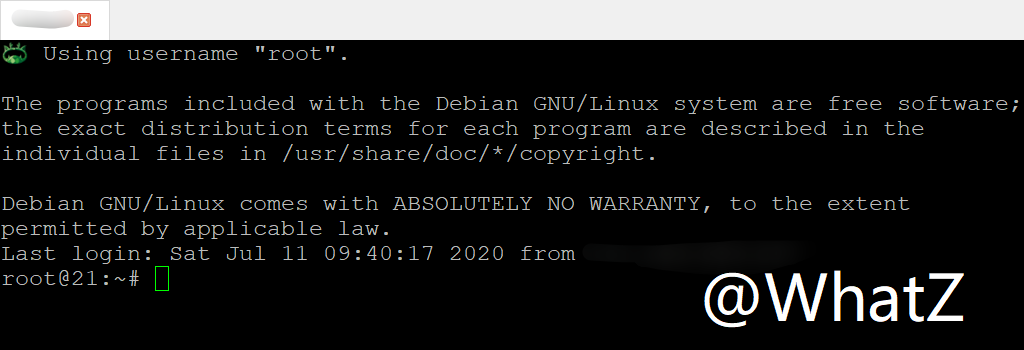 Using username "root".
The programs included with the Debian GNU/Linux system are free software;
the exact distribution terms for each program are described in the
individual files in /usr/share/doc/*/copyright.
Debian GNU/Linux comes with ABSOLUTELY NO WARRANTY, to the extent
permitted by applicable law.
Last login: Sat Jul 11 09:40:17 2020 from
root@21:~#
@WhatZ